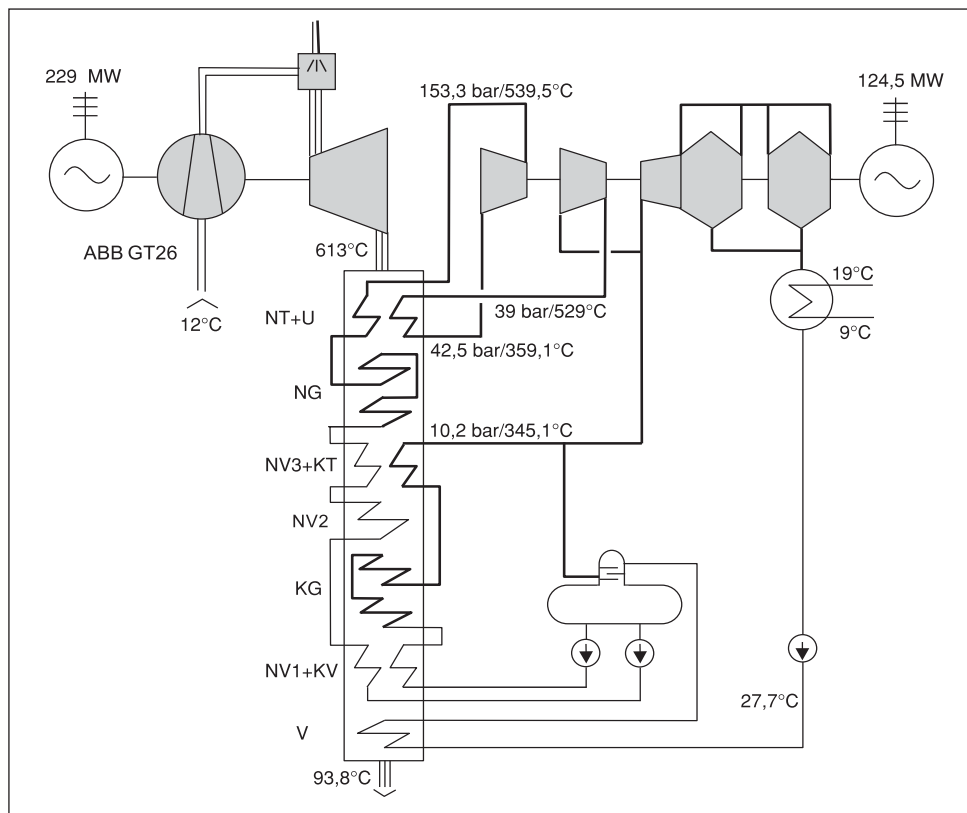 229 MW
153,3 bar/539,5°C
124,5 MW
ABB GT26
613°C
12°C
19°C
9°C
NT+U
39 bar/529°C
42,5 bar/359,1°C
NG
10,2 bar/345,1°C
NV3+KT
NV2
KG
NV1+KV
27,7°C
V
93,8°C